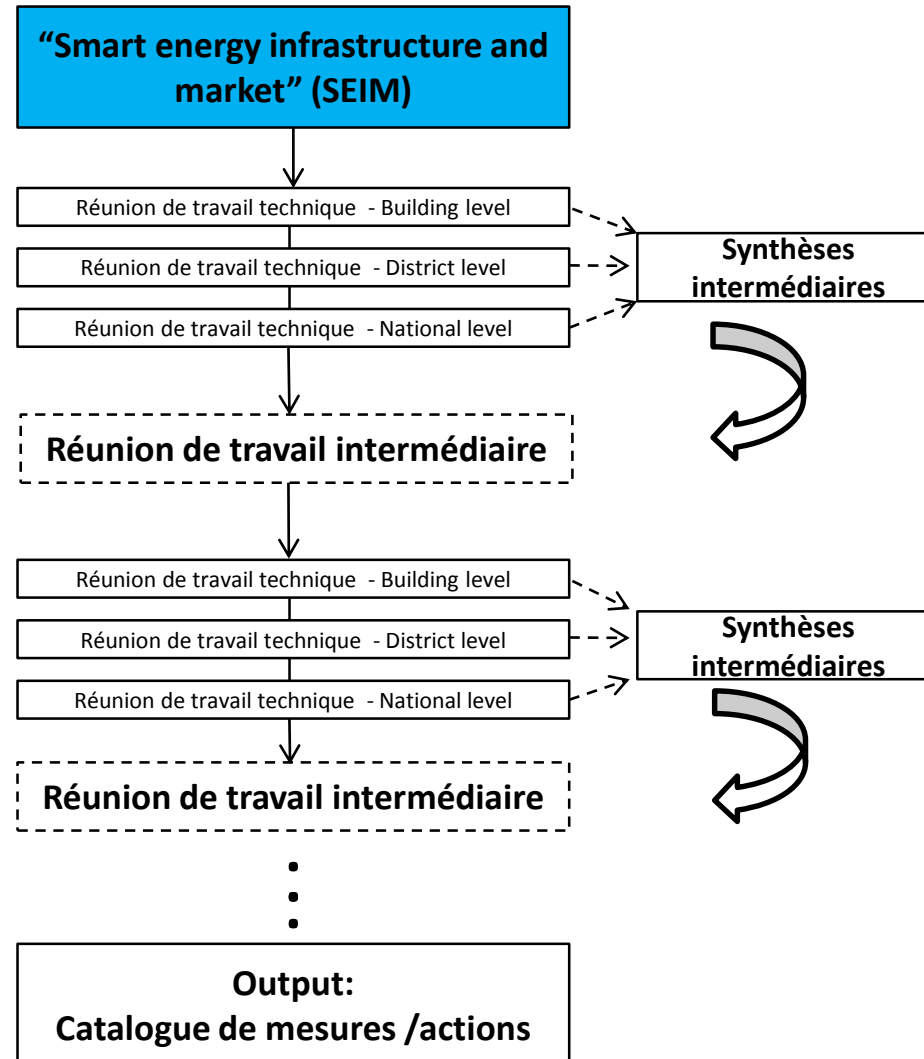 “Smart energy infrastructure and
market” (SEIM)
Réunion de travail technique - Building level
Réunion de travail technique - District level
Réunion de travail technique - National level
Synthèses
intermédiaires
Réunion de travail intermédiaire
Réunion de travail technique - Building level
Réunion de travail technique - District level
Réunion de travail technique - National level
Synthèses
intermédiaires
Réunion de travail intermédiaire
Output:
Catalogue de mesures /actions